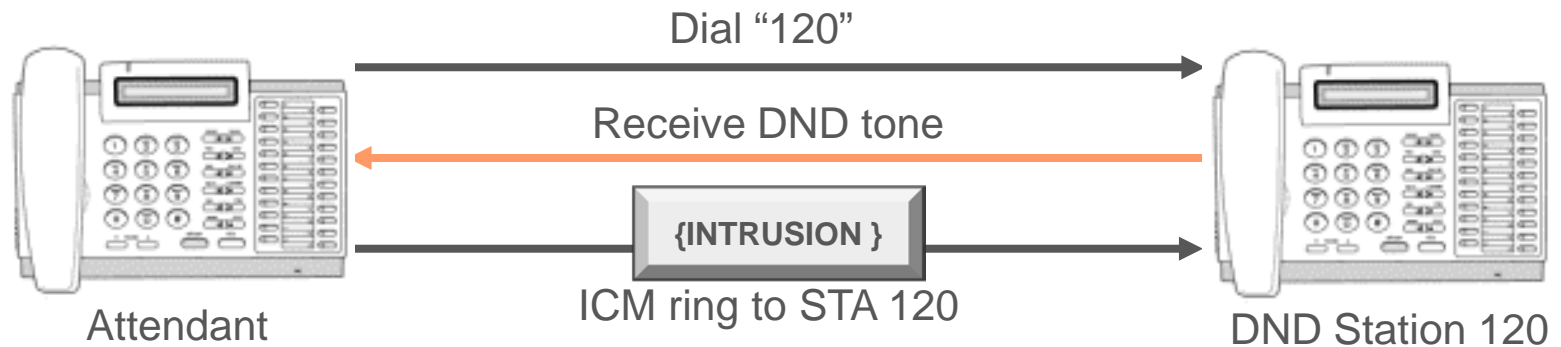 Dial “120”
Receive DND tone
{INTRUSION }
ICM ring to STA 120
Attendant
DND Station 120